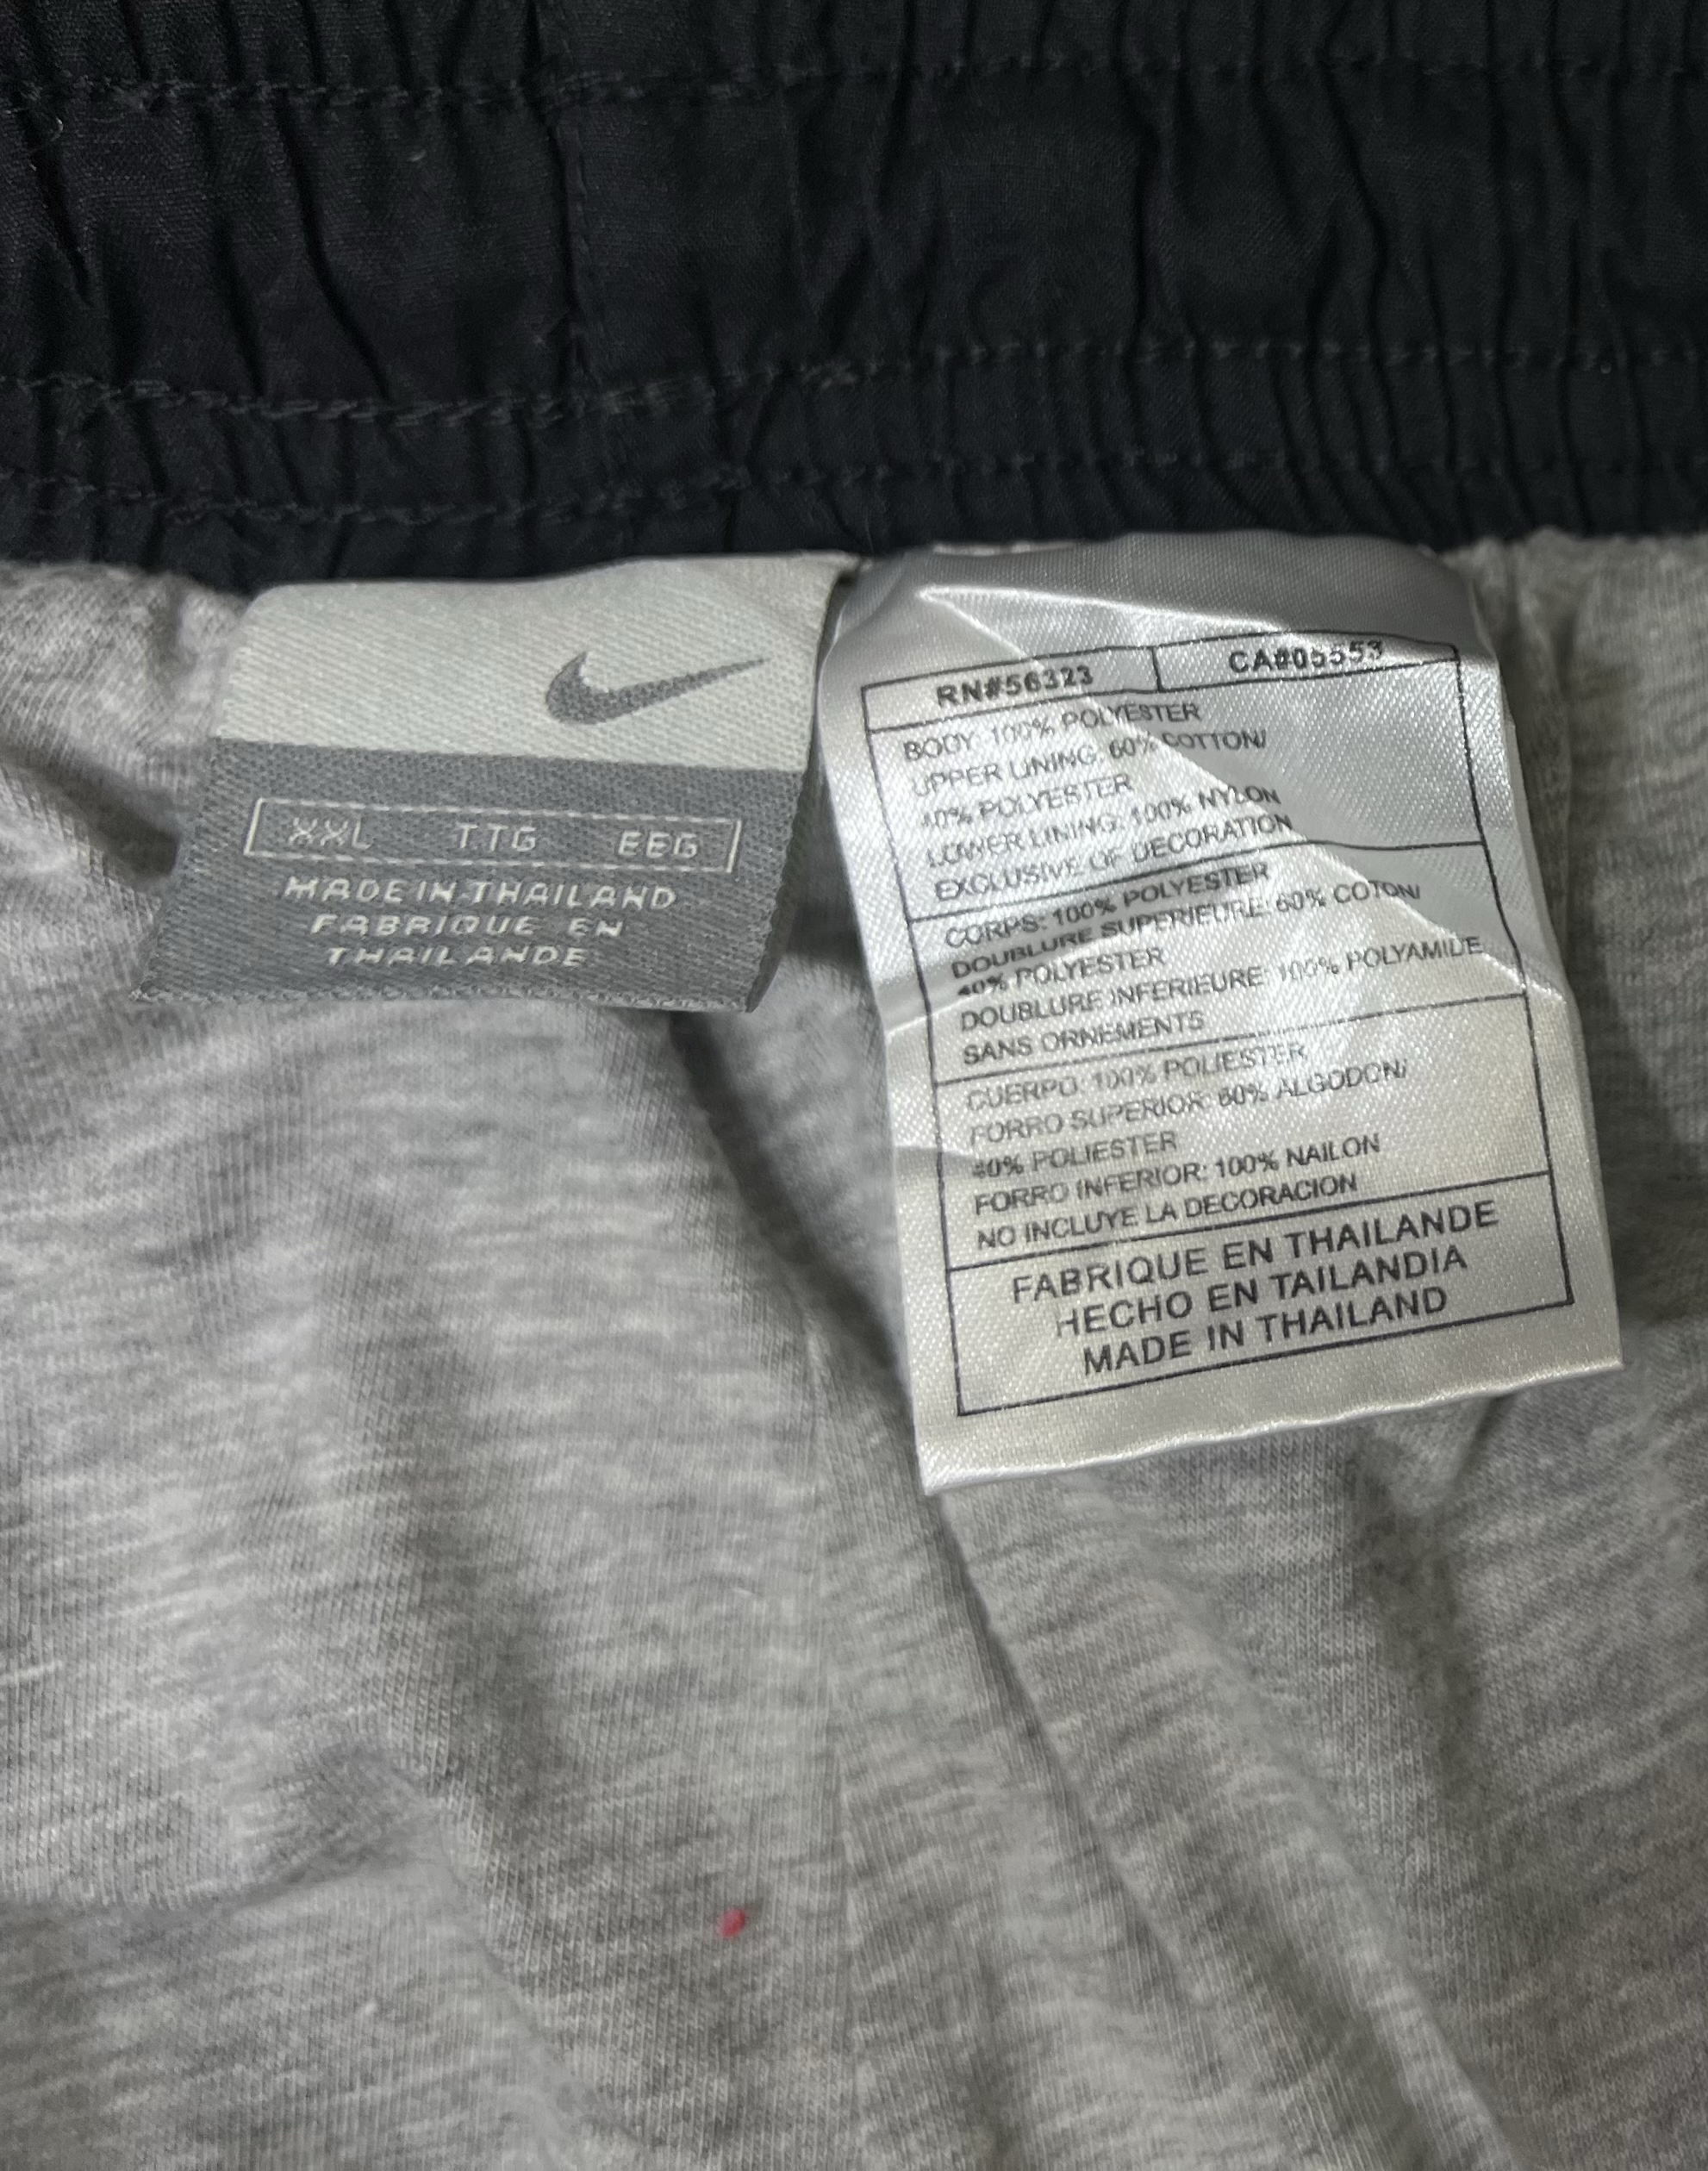 XXL TTG EEG
MADE IN THAILAND
FABRIQUE EN
THAILANDE
RN#56323 CA#05553
BODY: 100% POLYESTER
UPPER LINING: 60% COTTON/
40% POLYESTER
LOWER LINING: 100% NYLON
EXCLUSIVE OF DECORATION
CORPS: 100% POLYESTER
DOUBLURE SUPERIEURE: 60% COTON/
40% POLYESTER
DOUBLURE INFERIEURE: 100% POLYAMIDE
SANS ORNEMENTS
CUERPO: 100% POLIESTER
FORRO SUPERIOR: 60% ALGODON/
40% POLIESTER
FORRO INFERIOR: 100% NAILON
NO INCLUYE LA DECORACION
FABRIQUE EN THAILANDE
HECHO EN TAILANDIA
MADE IN THAILAND